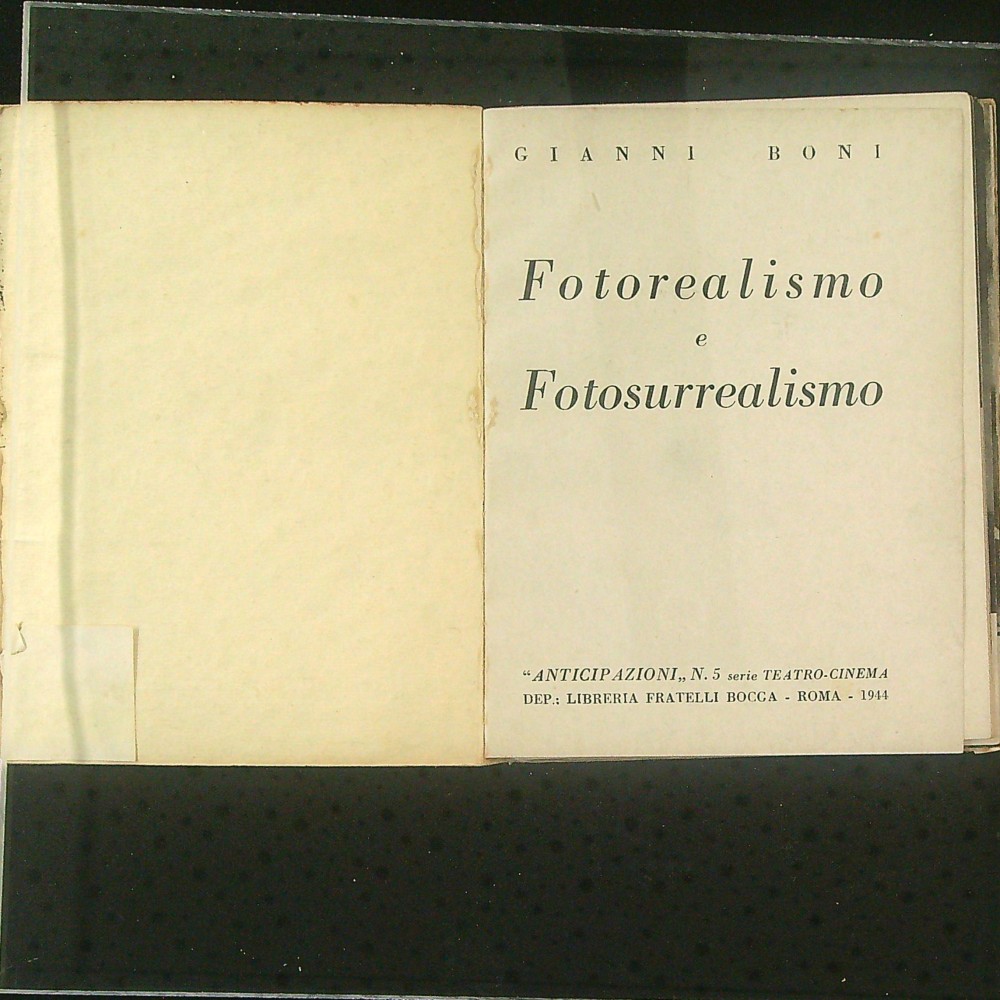 GIANNI BONI
Fotorealismo
e
Fotosurrealismo
“ANTICIPAZIONI„ N. 5 serie TEATRO-CINEMA
DEP.: LIBRERIA FRATELLI BOCCA - ROMA - 1944